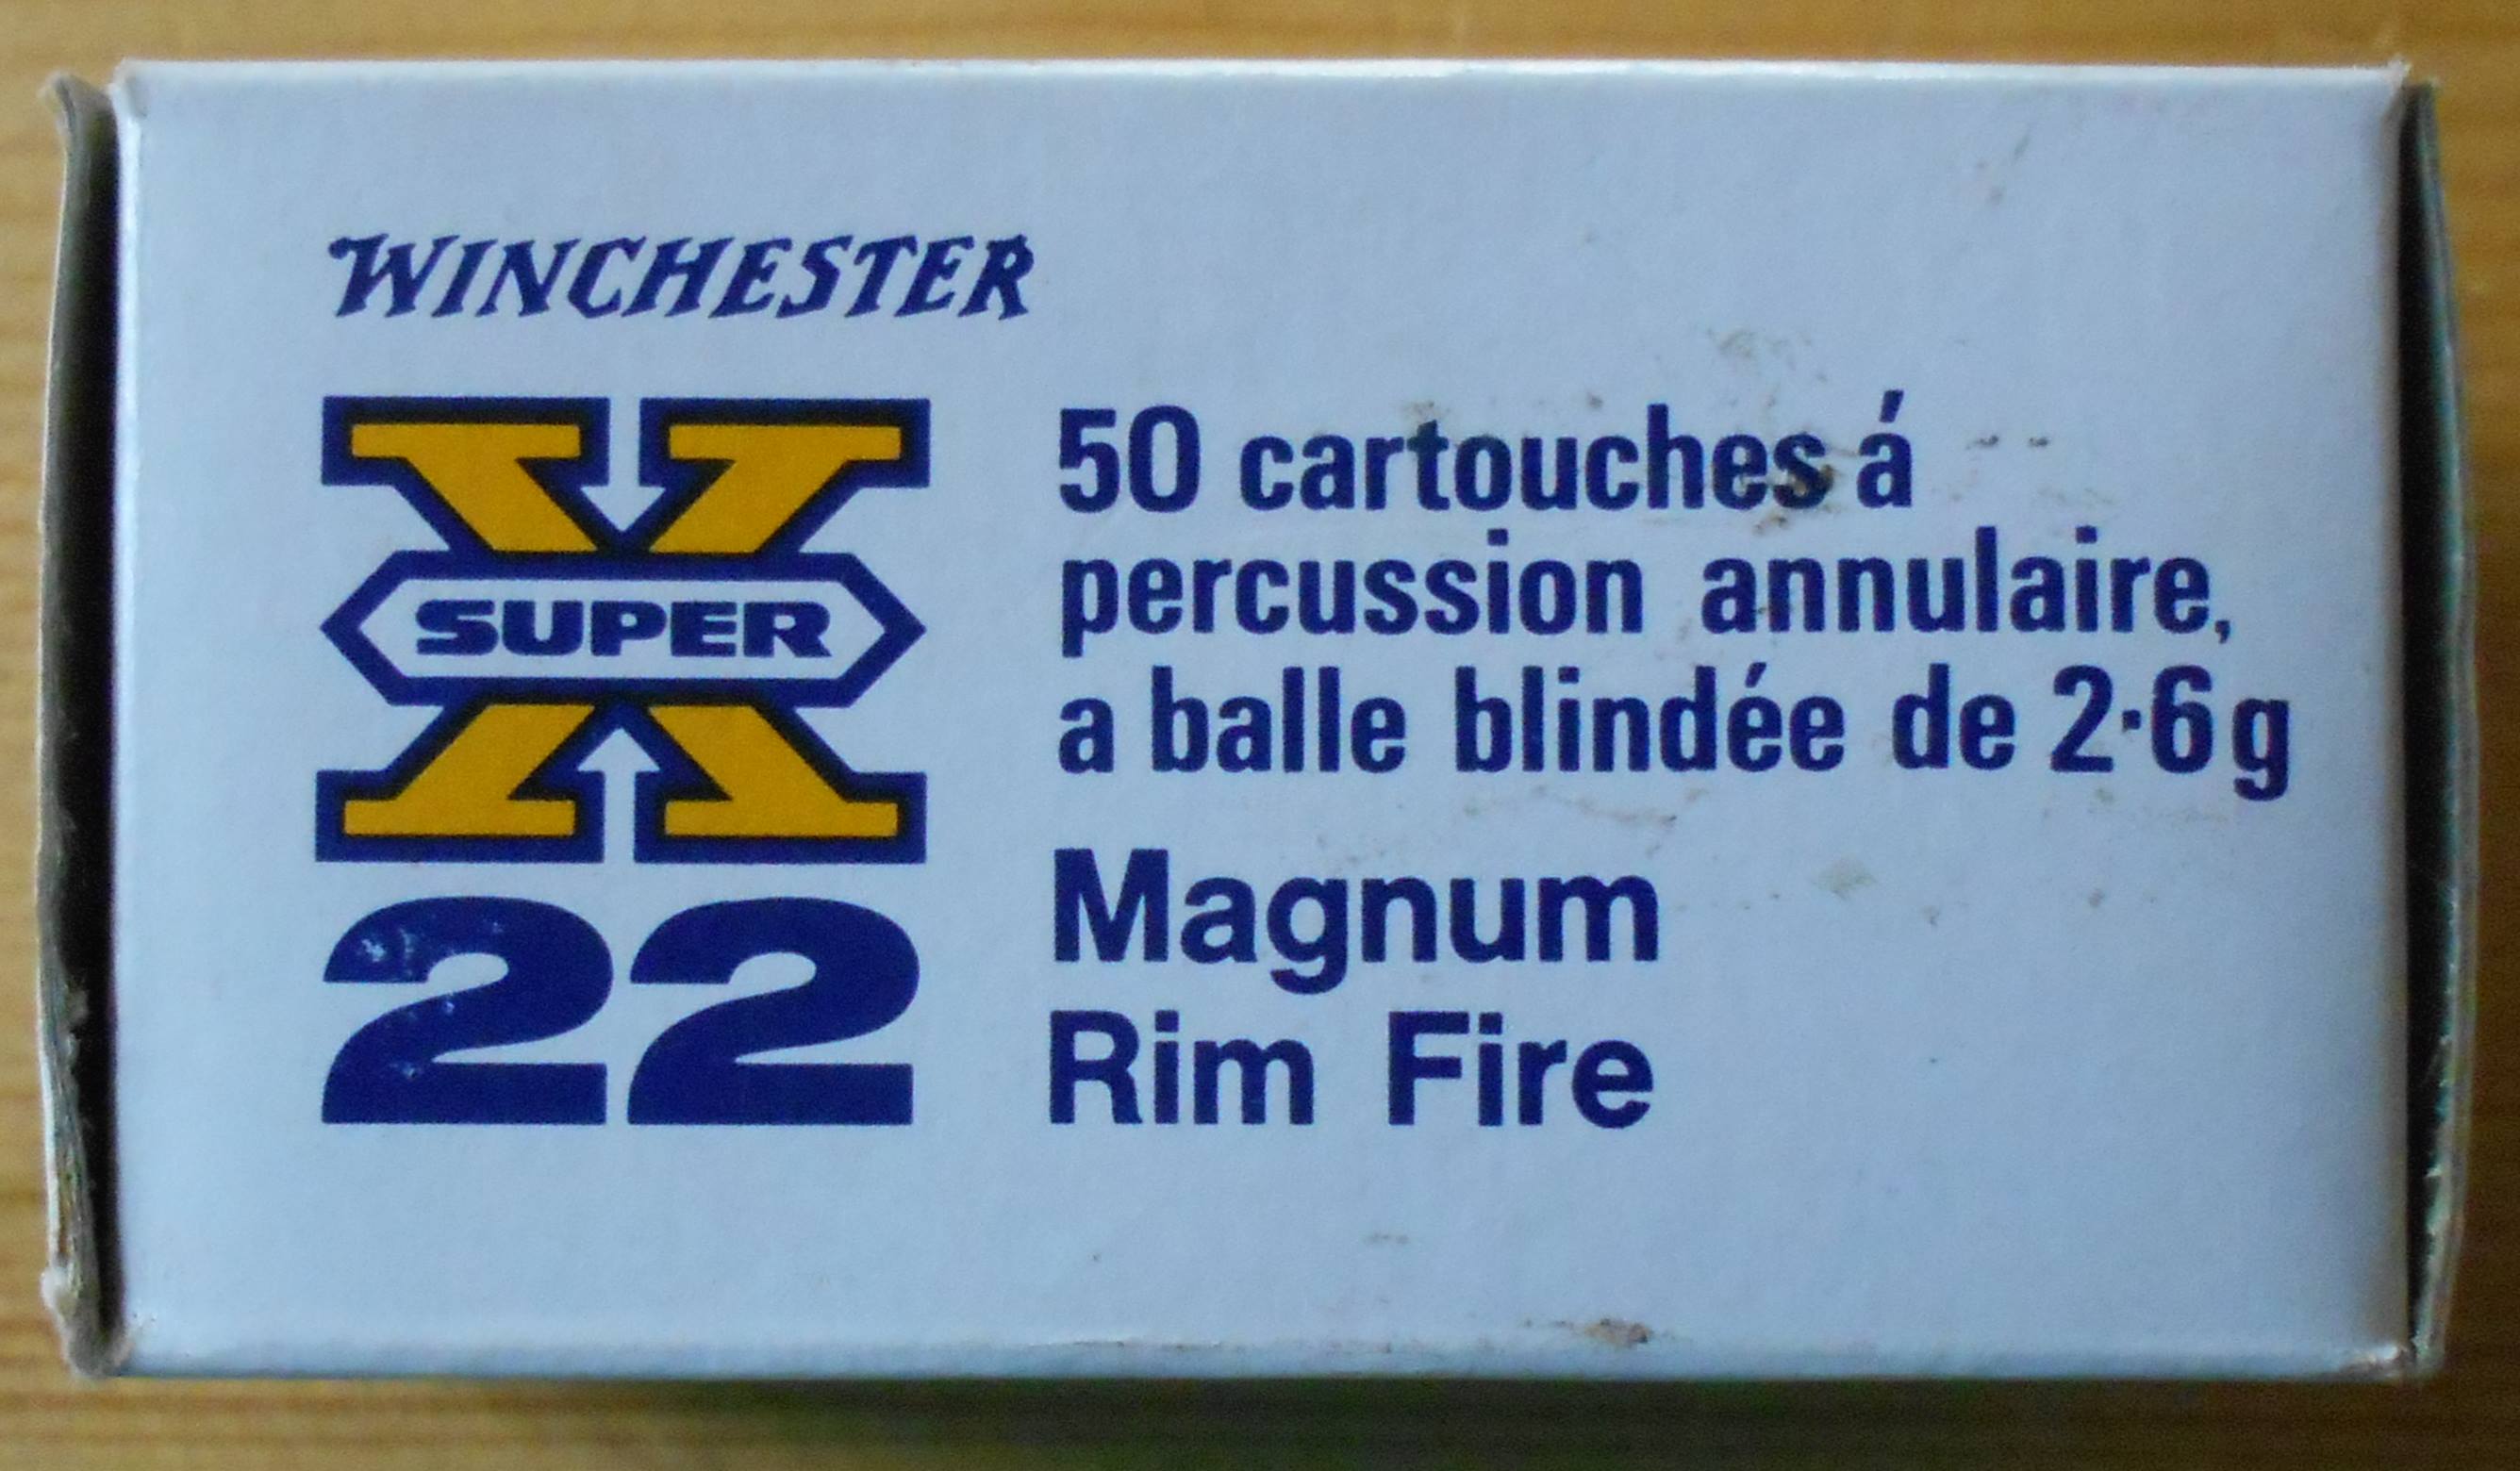 WINCHESTER
X
SUPER
22
50 cartouches á
percussion annulaire,
a balle blindée de 2·6g
Magnum
Rim Fire